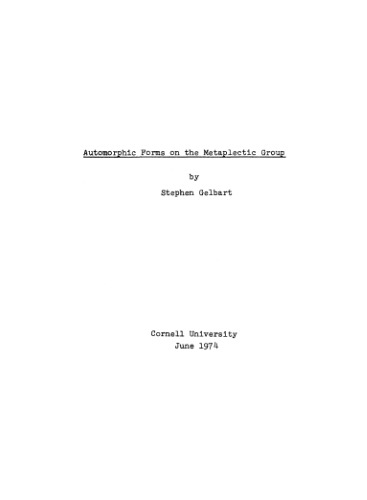 Automorphic Forms on the Metaplectic Group
by
Stephen Gelbart
Cornell University
June 1974